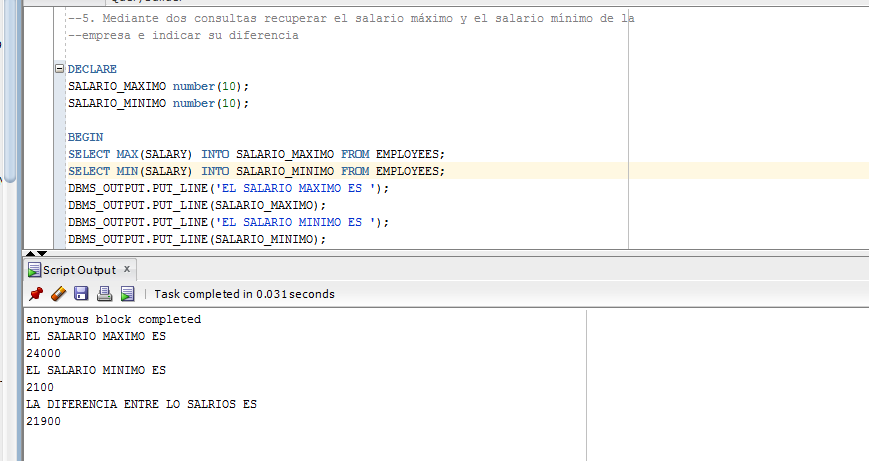 --5. Mediante dos consultas recuperar el salario máximo y el salario mínimo de la
--empresa e indicar su diferencia
DECLARE
SALARIO_MAXIMO number(10);
SALARIO_MINIMO number(10);
BEGIN
SELECT MAX(SALARY) INTO SALARIO_MAXIMO FROM EMPLOYEES;
SELECT MIN(SALARY) INTO SALARIO_MINIMO FROM EMPLOYEES;
DBMS_OUTPUT.PUT_LINE('EL SALARIO MAXIMO ES ');
DBMS_OUTPUT.PUT_LINE(SALARIO_MAXIMO);
DBMS_OUTPUT.PUT_LINE('EL SALARIO MINIMO ES ');
DBMS_OUTPUT.PUT_LINE(SALARIO_MINIMO);
Script Output x
Task completed in 0.031 seconds
anonymous block completed
EL SALARIO MAXIMO ES
24000
EL SALARIO MINIMO ES
2100
LA DIFERENCIA ENTRE LO SALRIOS ES
21900